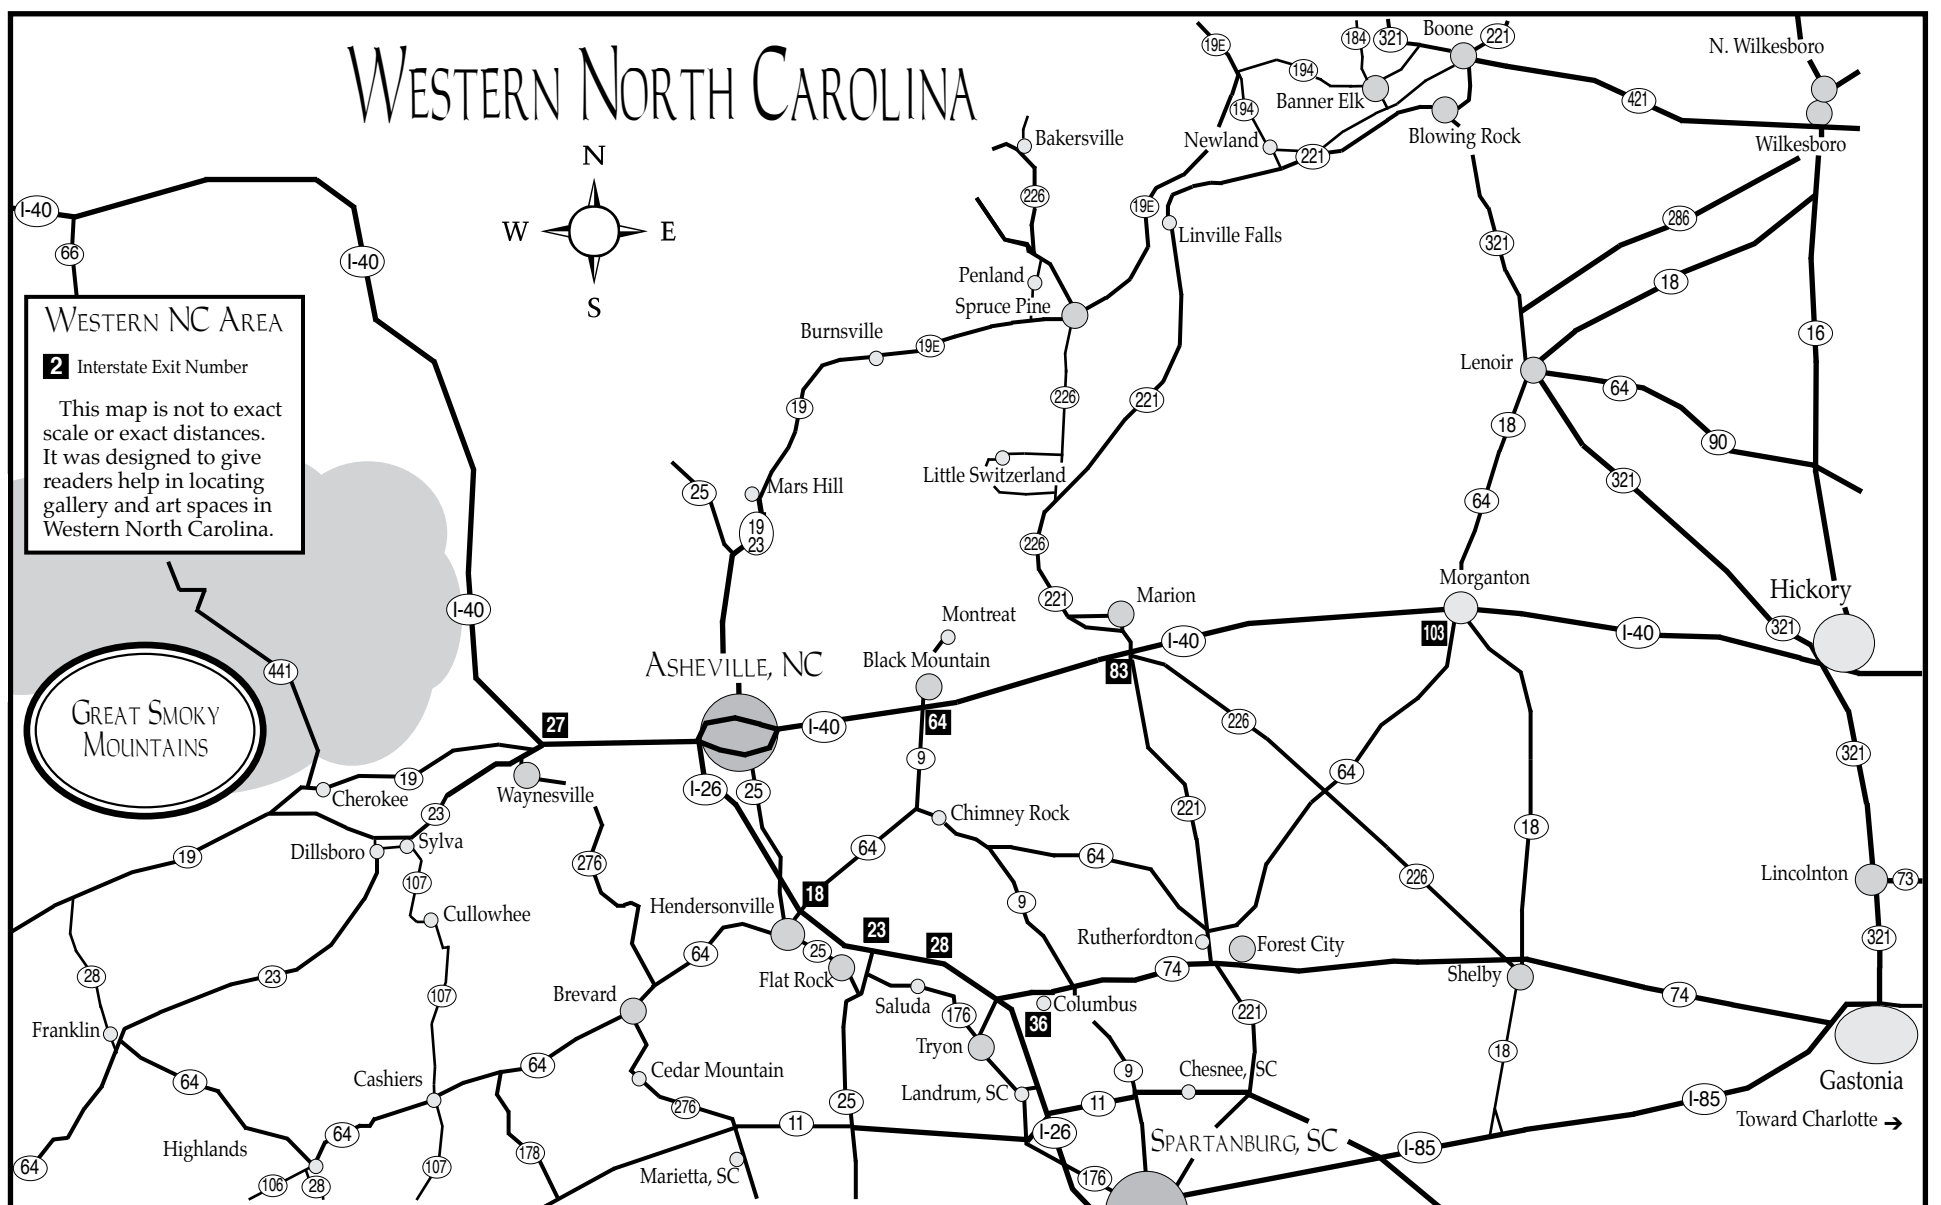 WESTERN NORTH CAROLINA
N
W
E
S
WESTERN NC AREA
2 Interstate Exit Number
This map is not to exact
scale or exact distances.
It was designed to give
readers help in locating
gallery and art spaces in
Western North Carolina.
GREAT SMOKY
MOUNTAINS
I-40
66
I-40
I-40
441
27
19
Cherokee
23
Waynesville
19
Dillsboro
Sylva
107
Cullowhee
276
28
23
107
Franklin
64
Cashiers
64
Highlands
64
64
106
28
107
178
25
Mars Hill
19
23
19
Burnsville
19E
ASHEVILLE, NC
I-26
25
I-40
Montreat
Black Mountain
64
9
Chimney Rock
64
18
Hendersonville
64
25
23
28
Flat Rock
Brevard
Saluda
176
Columbus
36
Tryon
Cedar Mountain
276
11
25
Landrum, SC
Marietta, SC
I-26
11
176
9
Chesnee, SC
SPARTANBURG, SC
I-85
I-85
Bakersville
226
Penland
Spruce Pine
19E
Linville Falls
226
221
Little Switzerland
226
221
Marion
I-40
83
226
221
64
9
64
226
Rutherfordton
Forest City
74
221
Shelby
74
18
18
19E
194
194
Newland
221
184
321
Boone
221
Banner Elk
Blowing Rock
421
N. Wilkesboro
Wilkesboro
321
286
18
16
Lenoir
64
90
18
321
64
Morganton
103
I-40
Hickory
321
321
Lincolnton
73
321
Gastonia
Toward Charlotte ➔